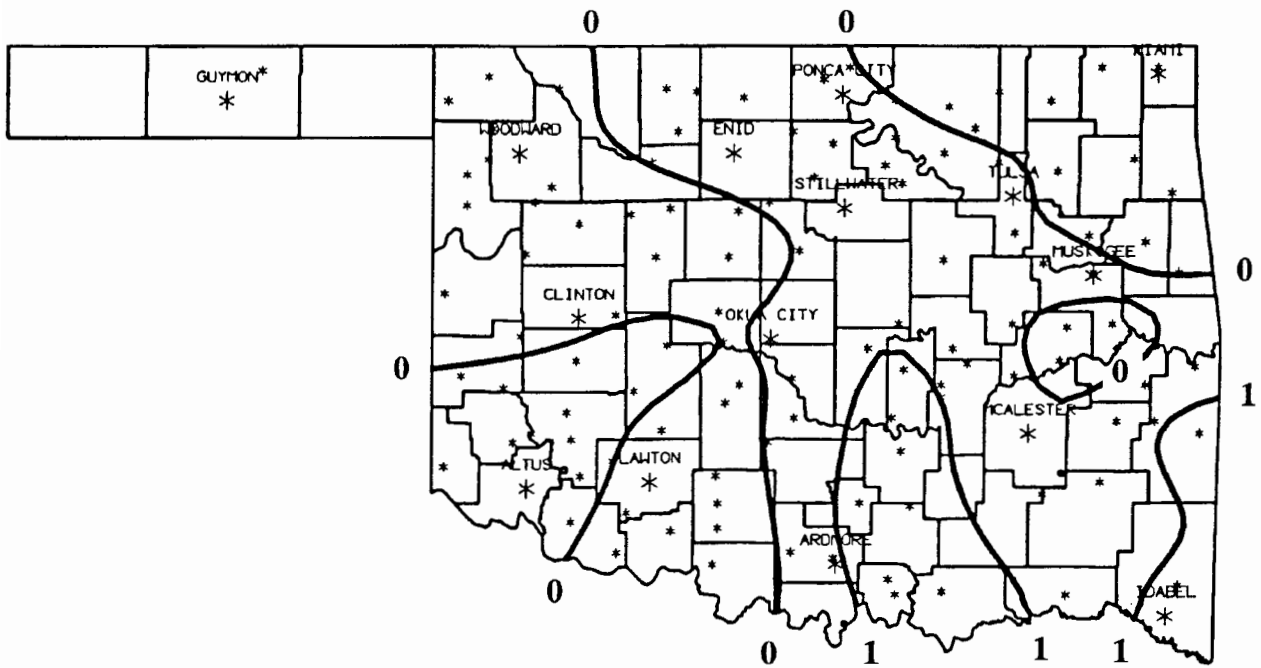 0 0
MIAMI
PONCA CITY
GUYMON
WOODWARD
ENID
TULSA
STILLWATER
MUSKOGEE
0
CLINTON
OKLA CITY
0
0
1
MCALESTER
ALTUS
LAWTON
ARDMORE
0
IDABEL
0 1 1 1